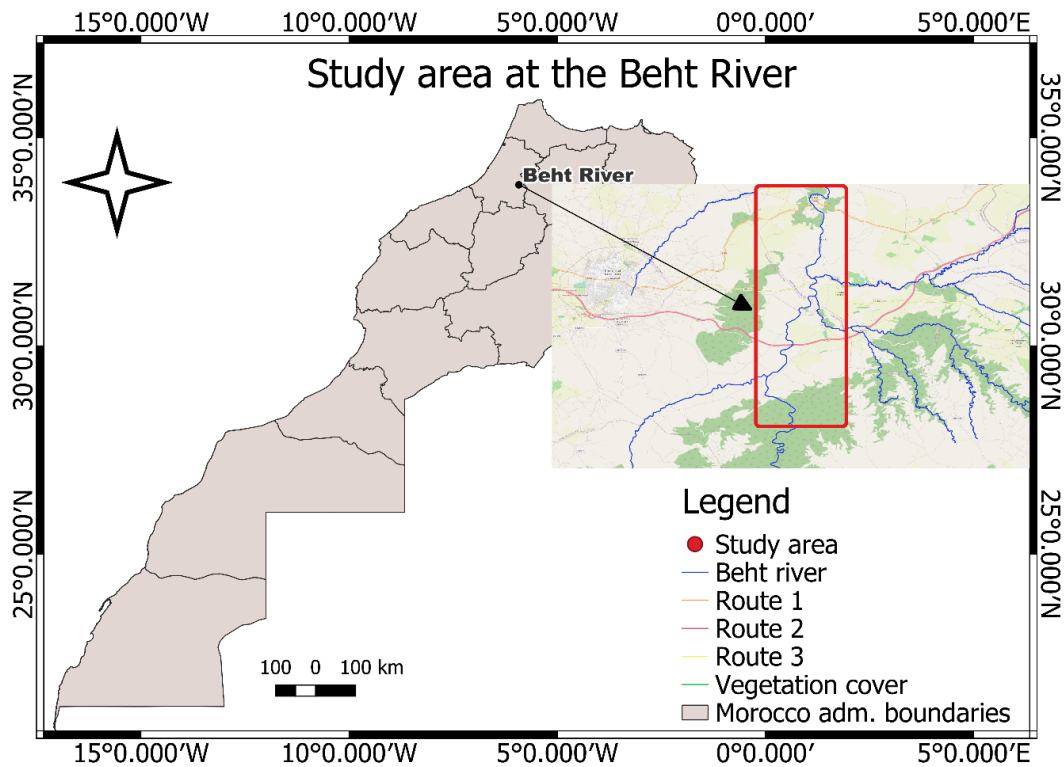 15°0.000'W 10°0.000'W 5°0.000'W 0°0.000' 5°0.000'E
Study area at the Beht River
35°0.000'N
35°0.000'N
Beht River
30°0.000'N
30°0.000'N
25°0.000'N
25°0.000'N
Legend
Study area
Beht river
Route 1
Route 2
Route 3
Vegetation cover
Morocco adm. boundaries
100 0 100 km
15°0.000'W 10°0.000'W 5°0.000'W 0°0.000' 5°0.000'E